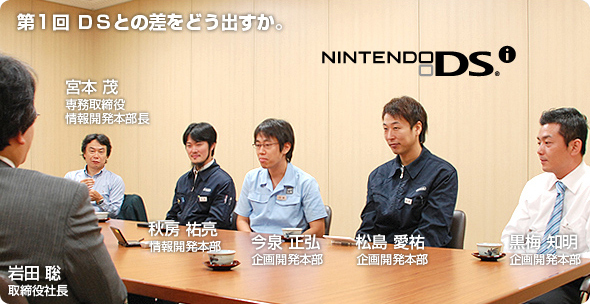 第1回 DSとの差をどう出すか。
NINTENDO DSi
宮本 茂
専務取締役
情報開発本部長
秋房 祐亮
情報開発本部
今泉 正弘
企画開発本部
松島 愛祐
企画開発本部
黒梅 知明
企画開発本部
岩田 聡
取締役社長